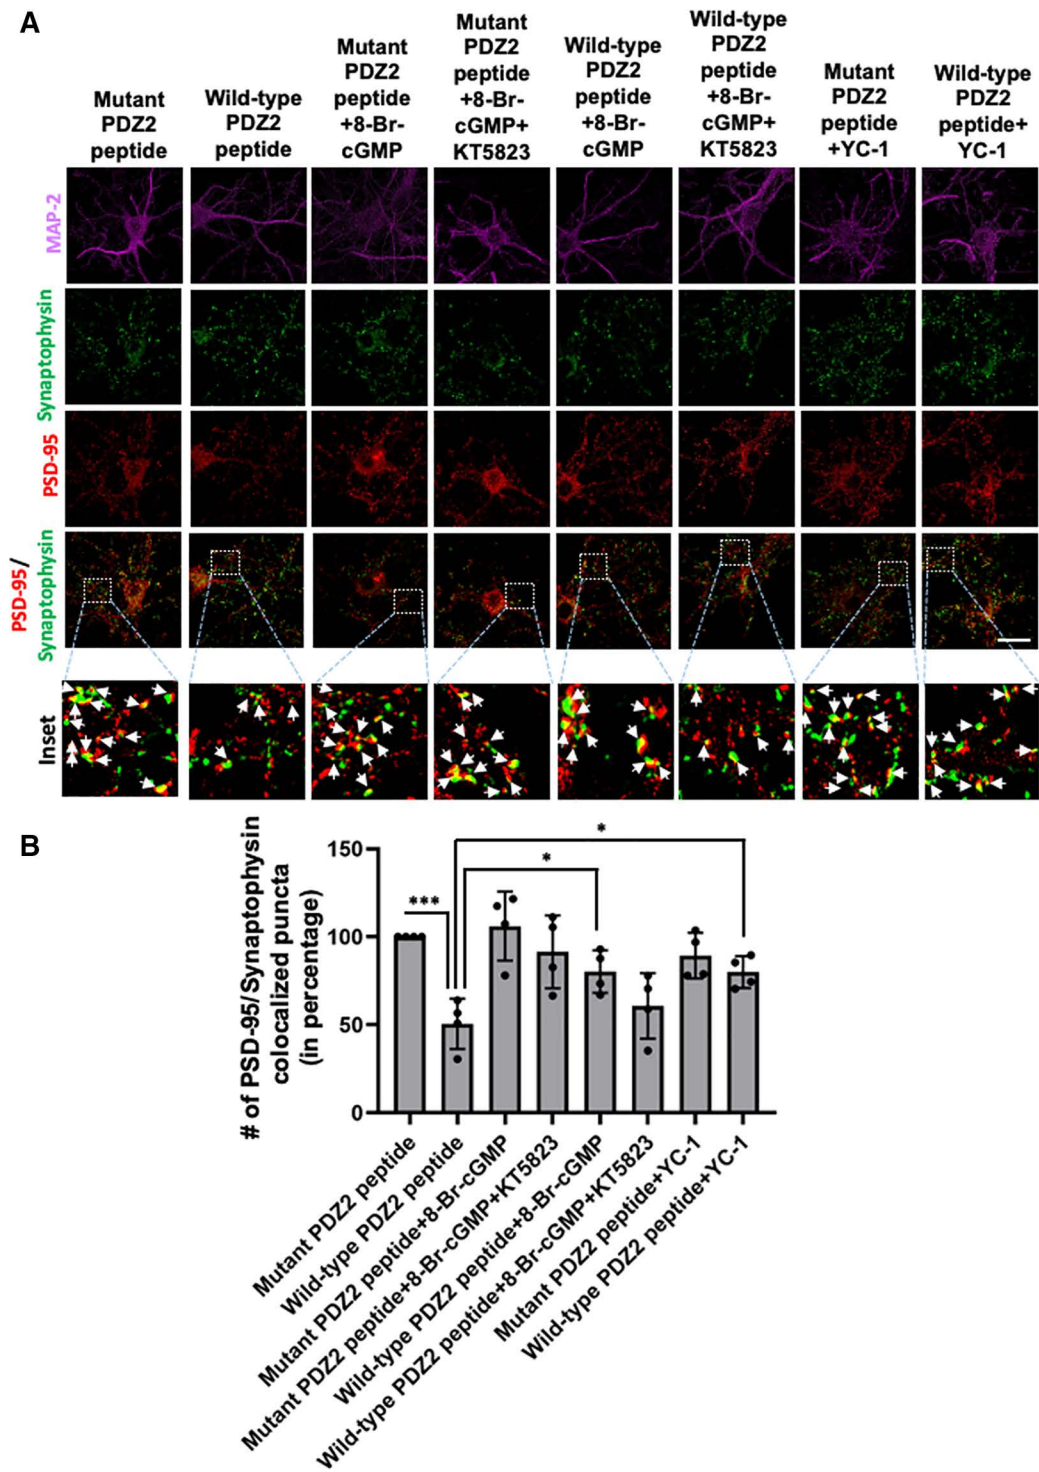 A
Mutant
PDZ2
peptide
Wild-type
PDZ2
peptide
Mutant
PDZ2
peptide
+8-Br-
cGMP
Mutant
PDZ2
peptide
+8-Br-
cGMP+
KT5823
Wild-type
PDZ2
peptide
+8-Br-
cGMP
Wild-type
PDZ2
peptide
+8-Br-
cGMP+
KT5823
Mutant
PDZ2
peptide
+YC-1
Wild-type
PDZ2
peptide+
YC-1
MAP-2
Synaptophysin
PSD-95
PSD-95/
Synaptophysin
Inset
B
# of PSD-95/Synaptophysin
colocalized puncta
(in percentage)
150
100
50
0
***
*
*
Mutant PDZ2 peptide
Wild-type PDZ2 peptide
Mutant PDZ2 peptide+8-Br-cGMP
Mutant PDZ2 peptide+8-Br-cGMP+KT5823
Wild-type PDZ2 peptide+8-Br-cGMP
Wild-type PDZ2 peptide+8-Br-cGMP+KT5823
Mutant PDZ2 peptide+YC-1
Wild-type PDZ2 peptide+YC-1